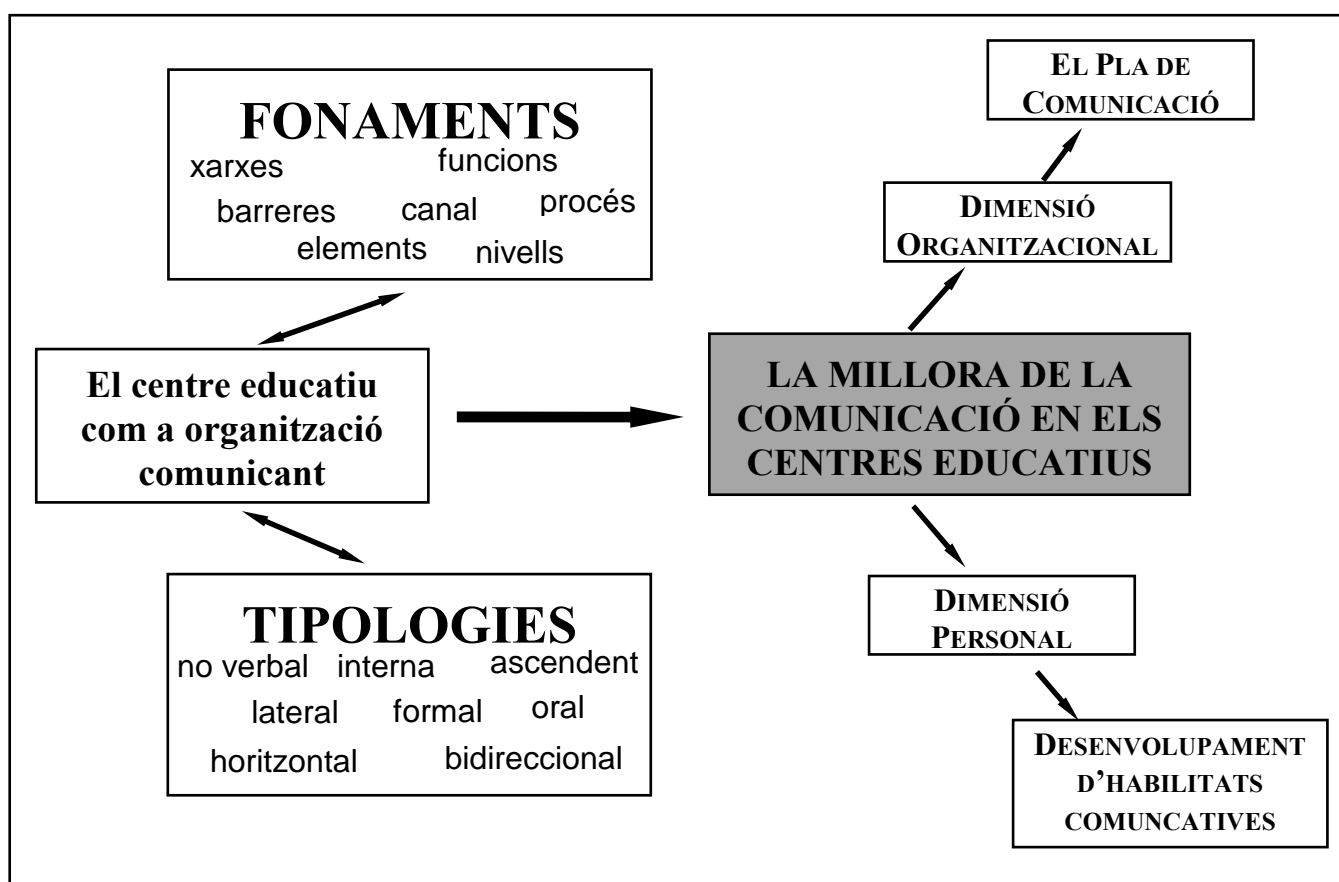 FONAMENTS
xarxes funcions
barreres canal procés
elements nivells
El centre educatiu
com a organització
comunicant
TIPOLOGIES
no verbal interna ascendent
lateral formal oral
horitzontal bidireccional
EL PLA DE
COMUNICACIÓ
DIMENSIÓ
ORGANITZACIONAL
LA MILLORA DE LA
COMUNICACIÓ EN ELS
CENTRES EDUCATIUS
DIMENSIÓ
PERSONAL
DESENVOLUPAMENT
D’HABILITATS
COMUNCATIVES